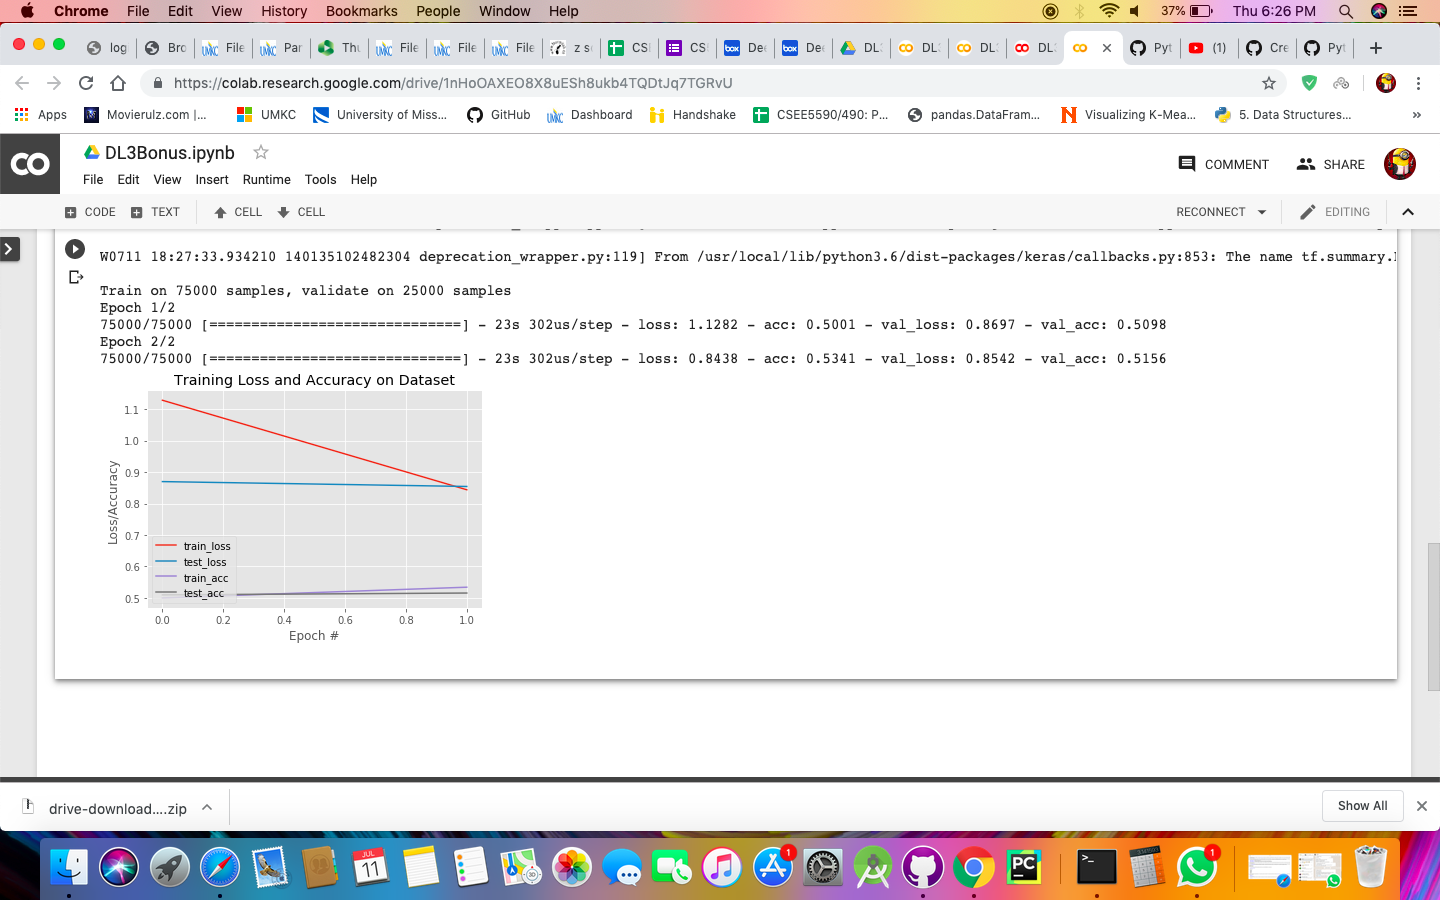 Chrome File Edit View History Bookmarks People Window Help 37% Thu 6:26 PM
log Bro File Par Thu File File File z s CS CS box Dee box Dee DL DL DL DL Pyt (1) Cre Pyt
https://colab.research.google.com/drive/1nHoOAXEO8X8uESh8ukb4TQDtJq7TGRvU
Apps Movierulz.com |... UMKC University of Miss... GitHub Dashboard Handshake CSEE5590/490: P... pandas.DataFram... Visualizing K-Mea... 5. Data Structures... »
CO DL3Bonus.ipynb COMMENT SHARE
File Edit View Insert Runtime Tools Help
CODE TEXT CELL CELL RECONNECT EDITING
W0711 18:27:33.934210 140135102482304 deprecation_wrapper.py:119] From /usr/local/lib/python3.6/dist-packages/keras/callbacks.py:853: The name tf.summary.
Train on 75000 samples, validate on 25000 samples
Epoch 1/2
75000/75000 [==============================] - 23s 302us/step - loss: 1.1282 - acc: 0.5001 - val_loss: 0.8697 - val_acc: 0.5098
Epoch 2/2
75000/75000 [==============================] - 23s 302us/step - loss: 0.8438 - acc: 0.5341 - val_loss: 0.8542 - val_acc: 0.5156
Training Loss and Accuracy on Dataset
1.1
1.0
0.9
0.8
0.7
0.6
0.5
Loss/Accuracy
train_loss
test_loss
train_acc
test_acc
0.0 0.2 0.4 0.6 0.8 1.0
Epoch #
drive-download....zip Show All
JUL
11
PC
1
1